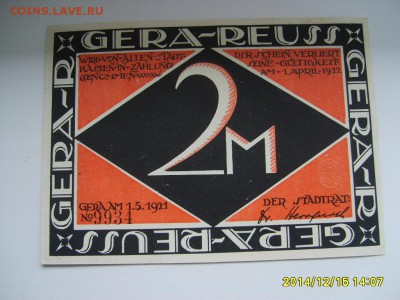 COINS.LAVE.RU
GERA-REUSS
WIRD VON ALLEN STADT-
KASSEN IN ZAHLUNG
GENOMMEN
DER SCHEIN VERLIERT
SEINE GÜLTIGKEIT
AM 1. APRIL 1922
GERA-R
2M
GERA-R
GERA AM 1.5.1921
№ 9934
DER STADTRAT:
GERA-REUSS
2014/12/15 14:07